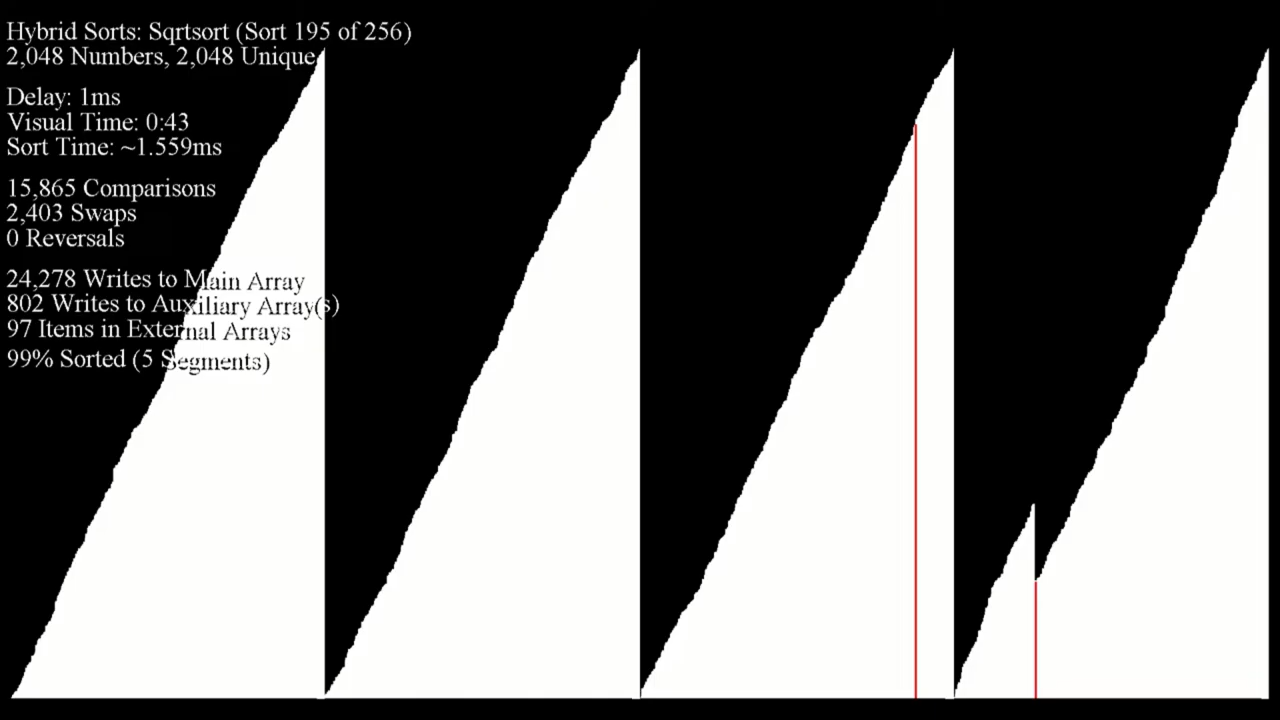 Hybrid Sorts: Sqrtsort (Sort 195 of 256)
2,048 Numbers, 2,048 Unique
Delay: 1ms
Visual Time: 0:43
Sort Time: ~1.559ms
15,865 Comparisons
2,403 Swaps
0 Reversals
24,278 Writes to Main Array
802 Writes to Auxiliary Array(s)
97 Items in External Arrays
99% Sorted (5 Segments)